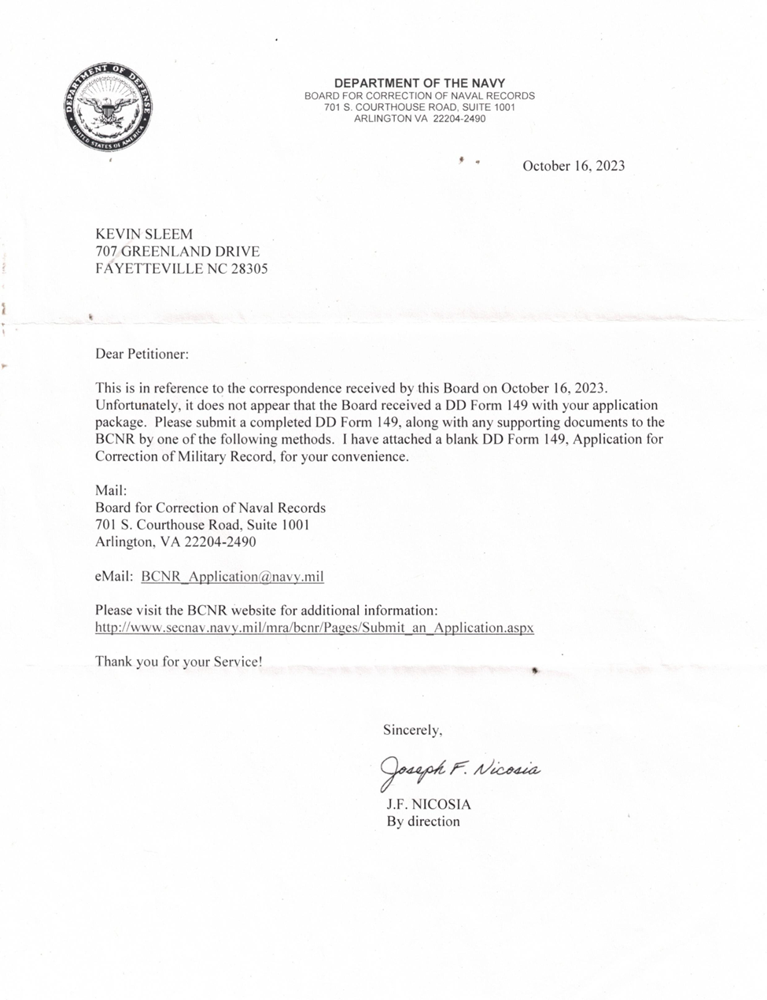 DEPARTMENT OF DEFENSE
UNITED STATES OF AMERICA
DEPARTMENT OF THE NAVY
BOARD FOR CORRECTION OF NAVAL RECORDS
701 S. COURTHOUSE ROAD, SUITE 1001
ARLINGTON VA 22204-2490
October 16, 2023
KEVIN SLEEM
707 GREENLAND DRIVE
FAYETTEVILLE NC 28305
Dear Petitioner:
This is in reference to the correspondence received by this Board on October 16, 2023.
Unfortunately, it does not appear that the Board received a DD Form 149 with your application
package. Please submit a completed DD Form 149, along with any supporting documents to the
BCNR by one of the following methods. I have attached a blank DD Form 149, Application for
Correction of Military Record, for your convenience.
Mail:
Board for Correction of Naval Records
701 S. Courthouse Road, Suite 1001
Arlington, VA 22204-2490
eMail: BCNR_Application@navy.mil
Please visit the BCNR website for additional information:
http://www.secnav.navy.mil/mra/bcnr/Pages/Submit_an_Application.aspx
Thank you for your Service!
Sincerely,
Joseph F. Nicosia
J.F. NICOSIA
By direction